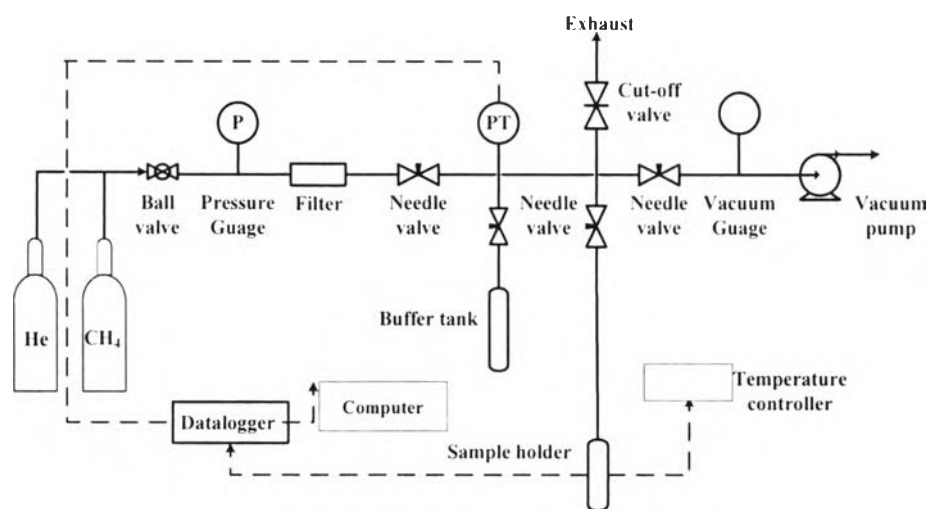 Exhaust
Cut-off
valve
P
PT
Ball
valve
Pressure
Guage
Filter
Needle
valve
Needle
valve
Needle
valve
Vacuum
Guage
Vacuum
pump
He
CH₄
Buffer tank
Temperature
controller
Computer
Datalogger
Sample holder